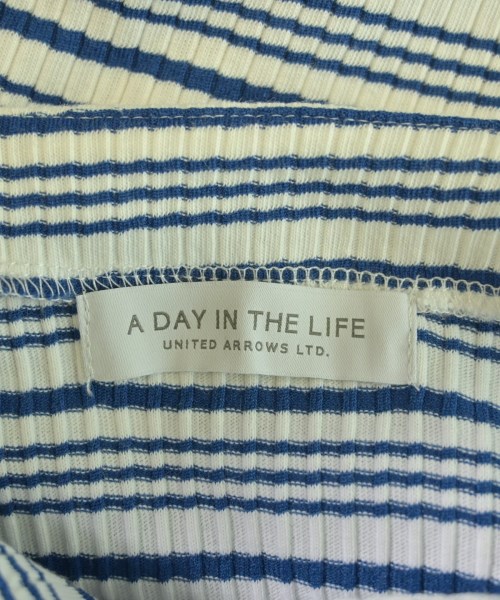 A DAY IN THE LIFE
UNITED ARROWS LTD.